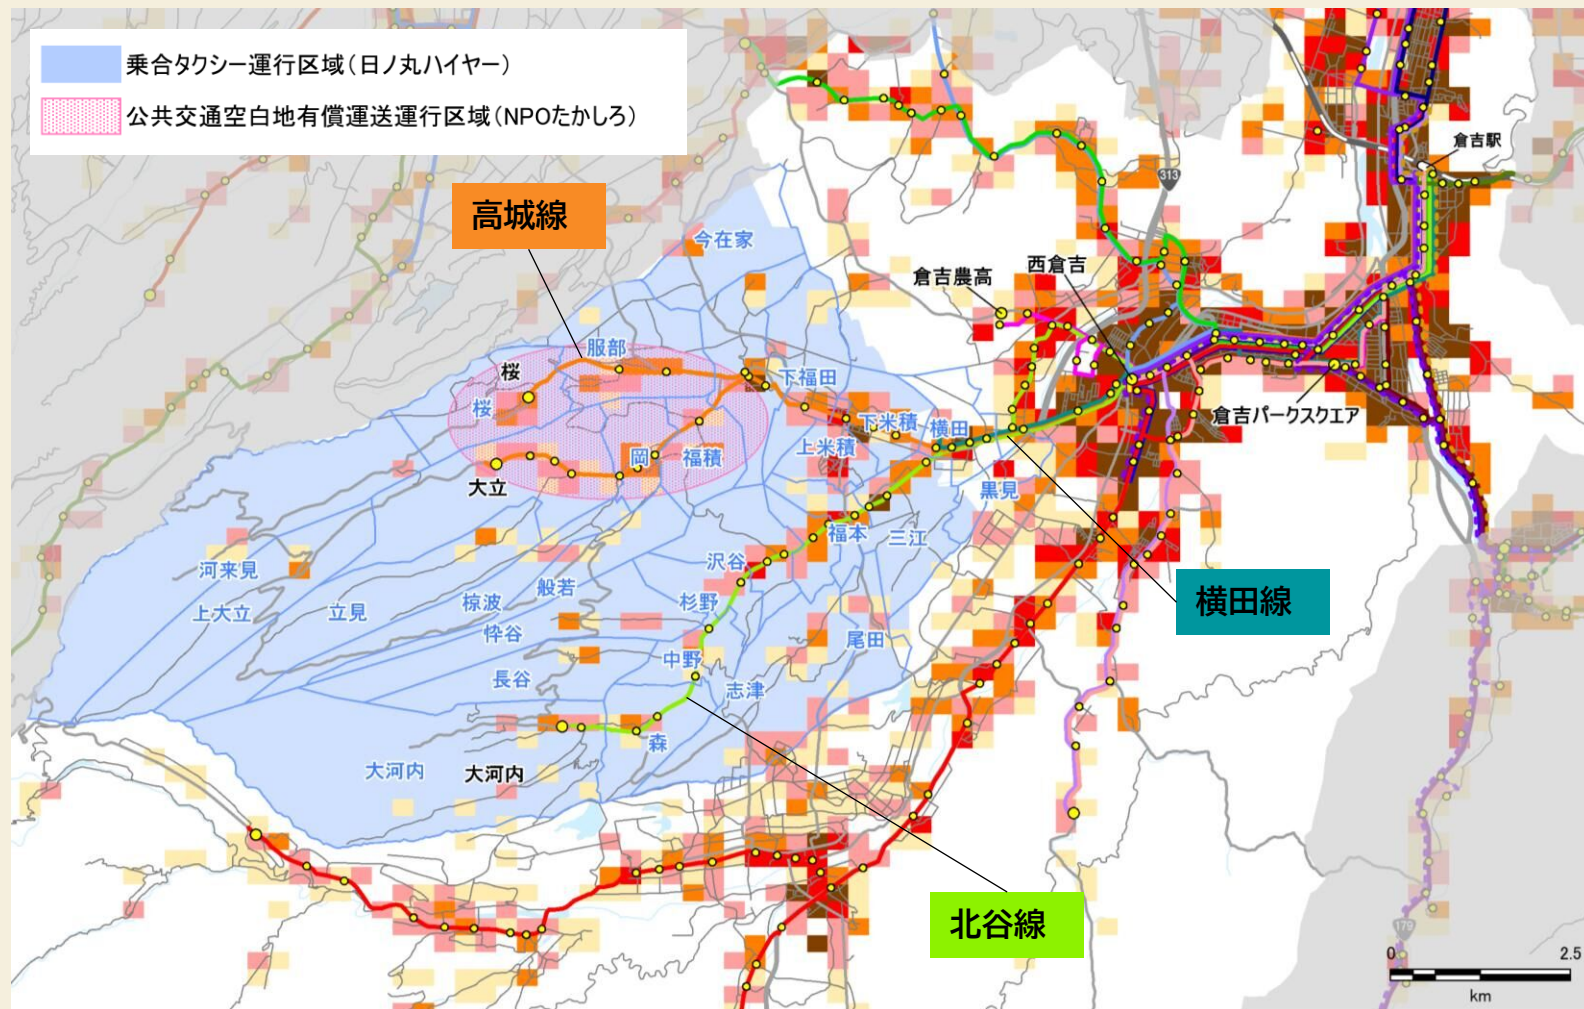 乗合タクシー運行区域（日ノ丸ハイヤー）
公共交通空白地有償運送運行区域（NPOたかしろ）
倉吉駅
313
高城線
今在家
倉吉農高
西倉吉
服部
桜
下福田
桜
倉吉パークスクエア
下米積
横田
上米積
岡
福積
大立
黒見
福本
三江
沢谷
河来見
般若
横田線
上大立
立見
椋波
杉野
忰谷
尾田
中野
長谷
志津
森
大河内
大河内
北谷線
179
0
2.5
km